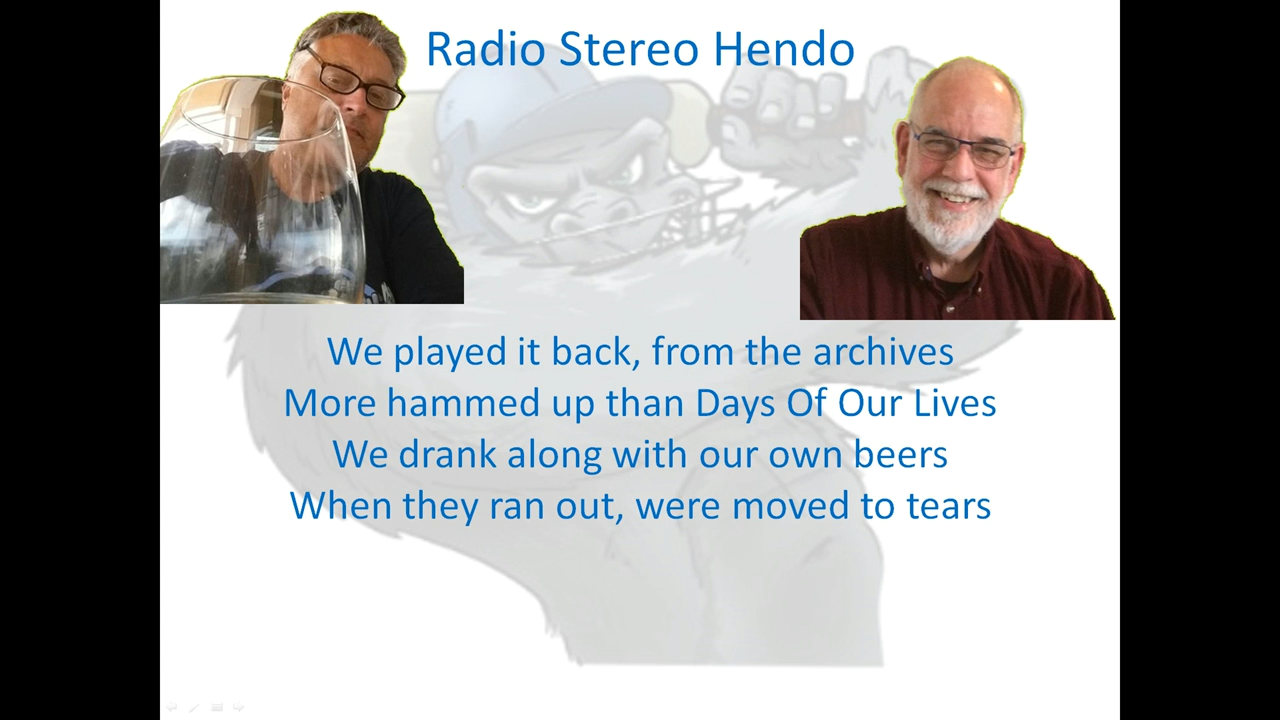 Radio Stereo Hendo
We played it back, from the archives
More hammed up than Days Of Our Lives
We drank along with our own beers
When they ran out, were moved to tears